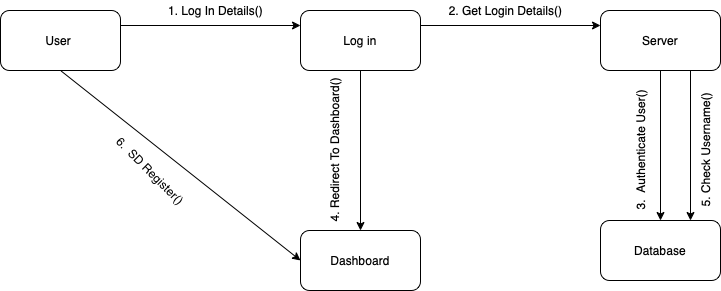 1. Log In Details()
2. Get Login Details()
User
Log in
Server
6. SD Register()
4. Redirect To Dashboard()
3. Authenticate User()
5. Check Username()
Dashboard
Database